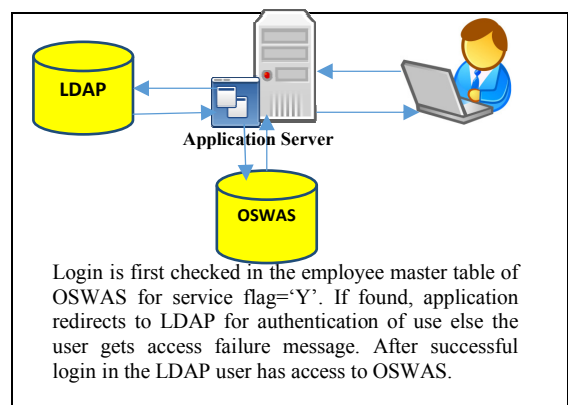 LDAP
Application Server
OSWAS
Login is first checked in the employee master table of
OSWAS for service flag=‘Y’. If found, application
redirects to LDAP for authentication of use else the
user gets access failure message. After successful
login in the LDAP user has access to OSWAS.